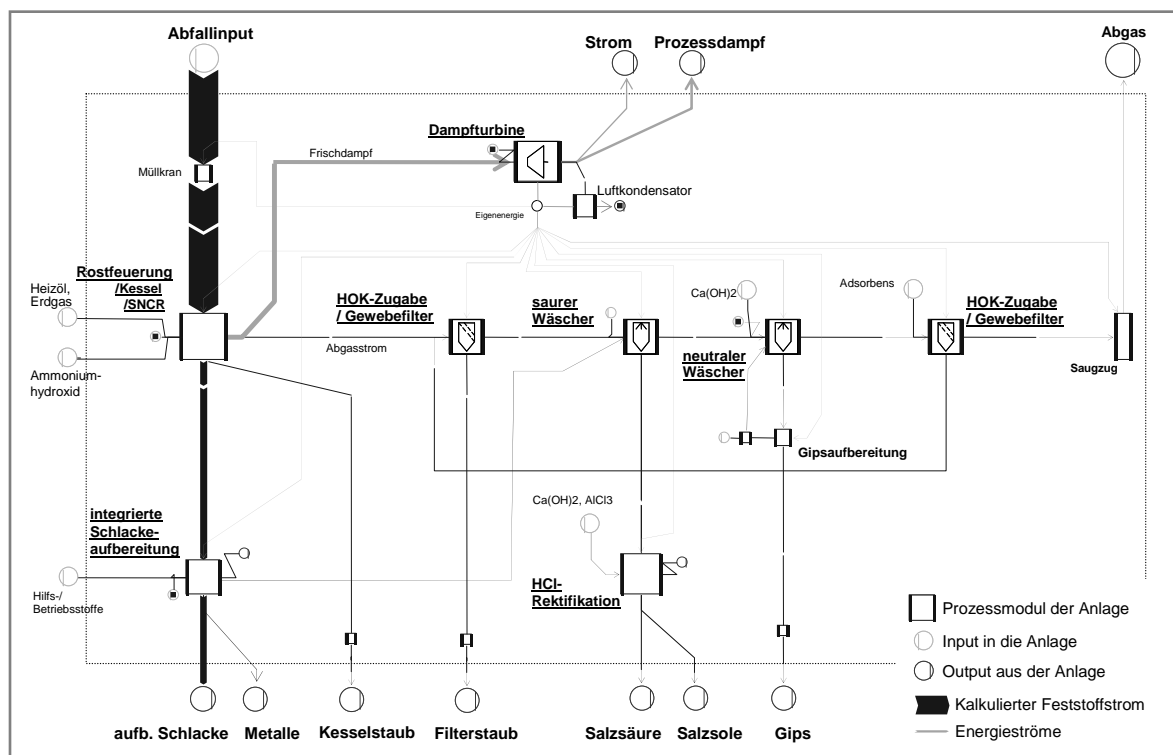 Abfallinput
Strom
Prozessdampf
Abgas
Dampfturbine
Frischdampf
Müllkran
Luftkondensator
Eigenenergie
Rostfeuerung
/Kessel
/SNCR
Heizöl,
Erdgas
HOK-Zugabe
/ Gewebefilter
saurer
Wäscher
Ca(OH)2
Adsorbens
HOK-Zugabe
/ Gewebefilter
Abgasstrom
neutraler
Wäscher
Saugzug
Ammonium-
hydroxid
Gipsaufbereitung
Ca(OH)2, AlCl3
integrierte
Schlacke-
aufbereitung
HCl-
Rektifikation
Hilfs-/
Betriebsstoffe
Prozessmodul der Anlage
Input in die Anlage
Output aus der Anlage
Kalkulierter Feststoffstrom
Energieströme
aufb. Schlacke
Metalle
Kesselstaub
Filterstaub
Salzsäure
Salzsole
Gips